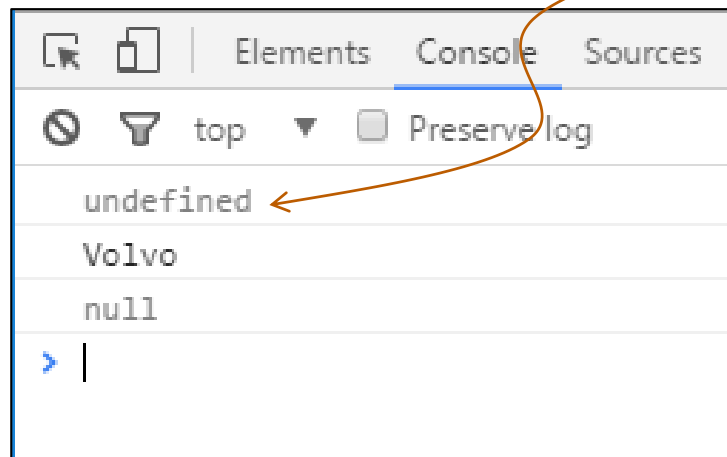 Elements Console Sources
top Preserve log
undefined
Volvo
null
>